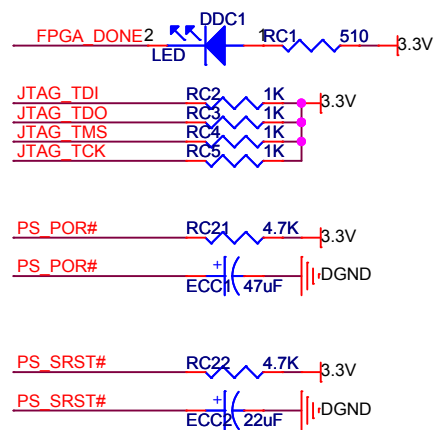 DDC1
FPGA_DONE 2 1 RC1 510 3.3V
LED
JTAG_TDI RC2 1K 3.3V
JTAG_TDO RC3 1K
JTAG_TMS RC4 1K
JTAG_TCK RC5 1K
PS_POR# RC21 4.7K 3.3V
PS_POR# + DGND
ECC1 47uF
PS_SRST# RC22 4.7K 3.3V
PS_SRST# + DGND
ECC2 22uF